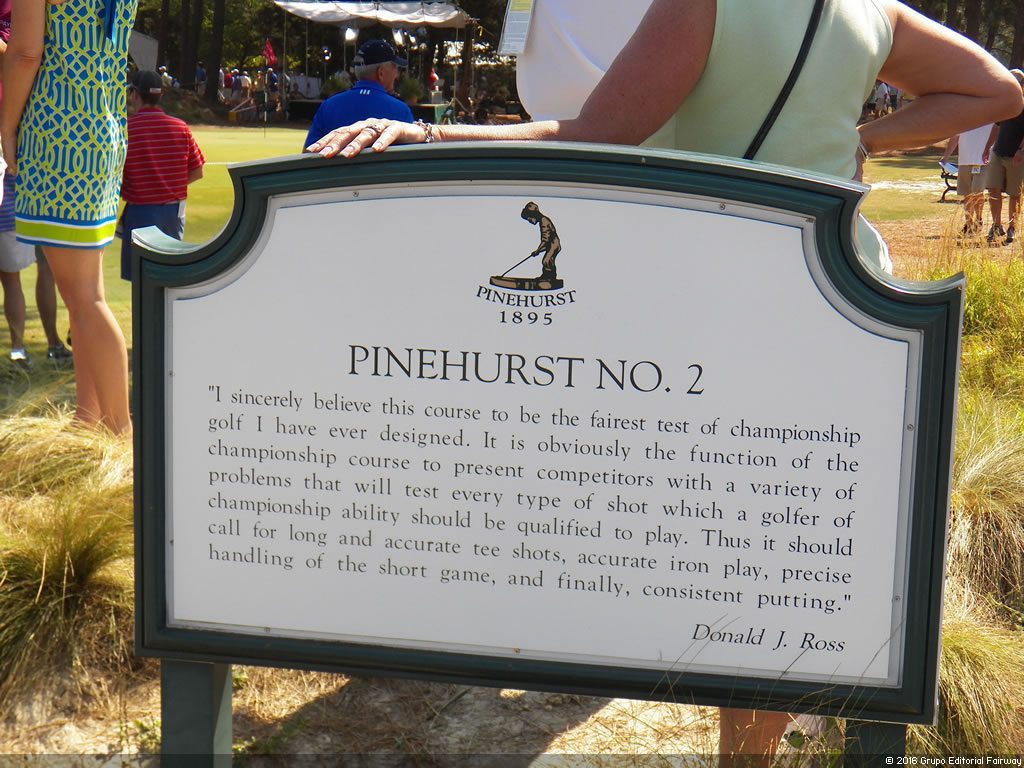 PINEHURST
1895
PINEHURST NO. 2
"I sincerely believe this course to be the fairest test of championship
golf I have ever designed. It is obviously the function of the
championship course to present competitors with a variety of
problems that will test every type of shot which a golfer of
championship ability should be qualified to play. Thus it should
call for long and accurate tee shots, accurate iron play, precise
handling of the short game, and finally, consistent putting."
Donald J. Ross
© 2016 Grupo Editorial Fairway